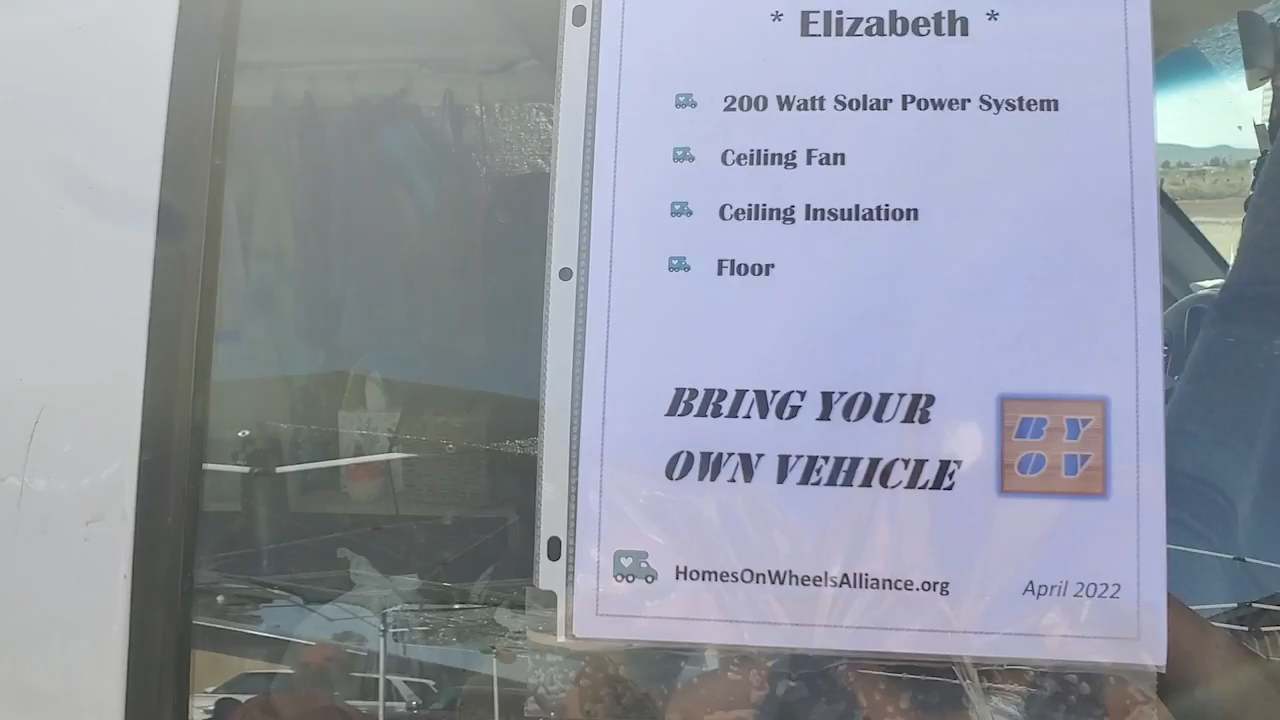 * Elizabeth *
200 Watt Solar Power System
Ceiling Fan
Ceiling Insulation
Floor
BRING YOUR
OWN VEHICLE
B Y
O V
HomesOnWheelsAlliance.org
April 2022